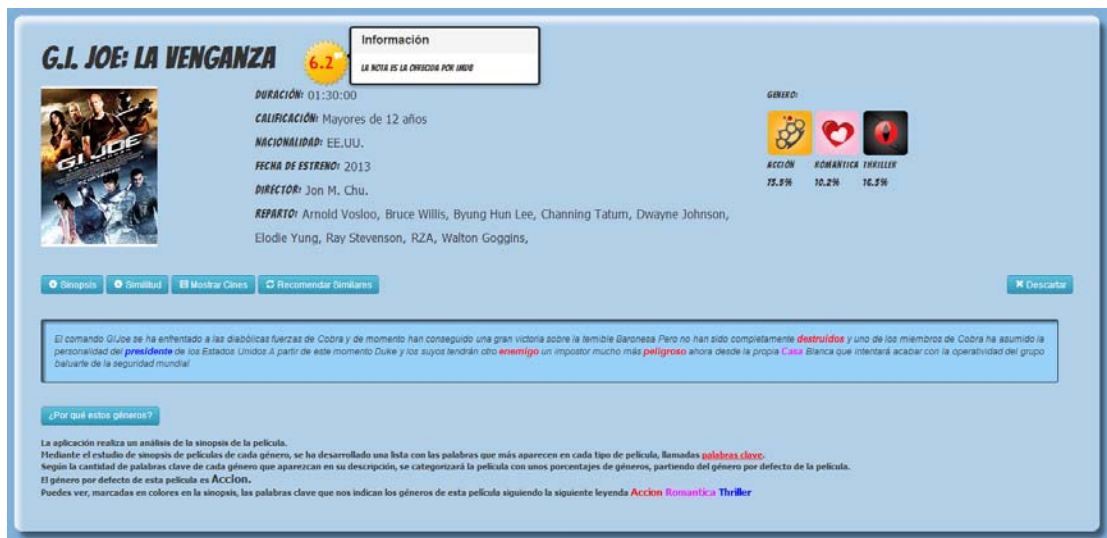 G.I. JOE: LA VENGANZA
6.2
Información
LA NOTA ES LA OFRECIDA POR IMDB
G.I. JOE
DURACIÓN: 01:30:00
CALIFICACIÓN: Mayores de 12 años
NACIONALIDAD: EE.UU.
FECHA DE ESTRENO: 2013
DIRECTOR: Jon M. Chu.
REPARTO: Arnold Vosloo, Bruce Willis, Byung Hun Lee, Channing Tatum, Dwayne Johnson,
Elodie Yung, Ray Stevenson, RZA, Walton Goggins,
GENERO:
ACCIÓN ROMANTICA THRILLER
73.3% 10.2% 16.5%
Sinopsis Similitud Mostrar Cines Recomendar Similares Descartar
El comando GIJoe se ha enfrentado a las diabólicas fuerzas de Cobra y de momento han conseguido una gran victoria sobre la temible Baronesa Pero no han sido completamente destruidos y uno de los miembros de Cobra ha asumido la
personalidad del presidente de los Estados Unidos A partir de este momento Duke y los suyos tendrán otro enemigo un impostor mucho más peligroso ahora desde la propia Casa Blanca que intentará acabar con la operatividad del grupo
baluarte de la seguridad mundial
¿Por qué estos géneros?
La aplicación realiza un análisis de la sinopsis de la película.
Mediante el estudio de sinopsis de películas de cada género, se ha desarrollado una lista con las palabras que más aparecen en cada tipo de película, llamadas palabras clave.
Según la cantidad de palabras clave de cada género que aparezcan en su descripción, se categorizará la película con unos porcentajes de géneros, partiendo del género por defecto de la película.
El género por defecto de esta película es Accion.
Puedes ver, marcadas en colores en la sinopsis, las palabras clave que nos indican los géneros de esta película siguiendo la siguiente leyenda Accion Romantica Thriller